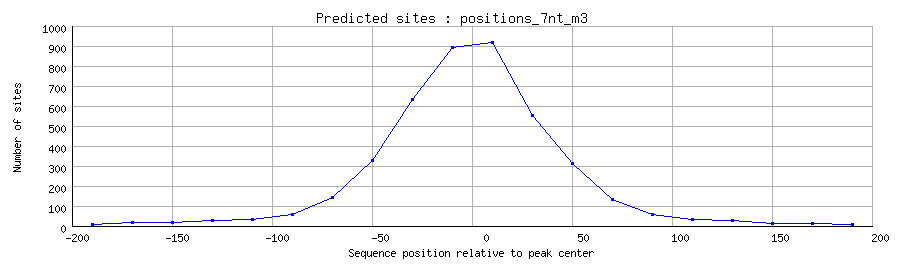 Predicted sites : positions_7nt_m3
1000
900
800
700
600
500
400
300
200
100
0
Number of sites
-200 -150 -100 -50 0 50 100 150 200
Sequence position relative to peak center